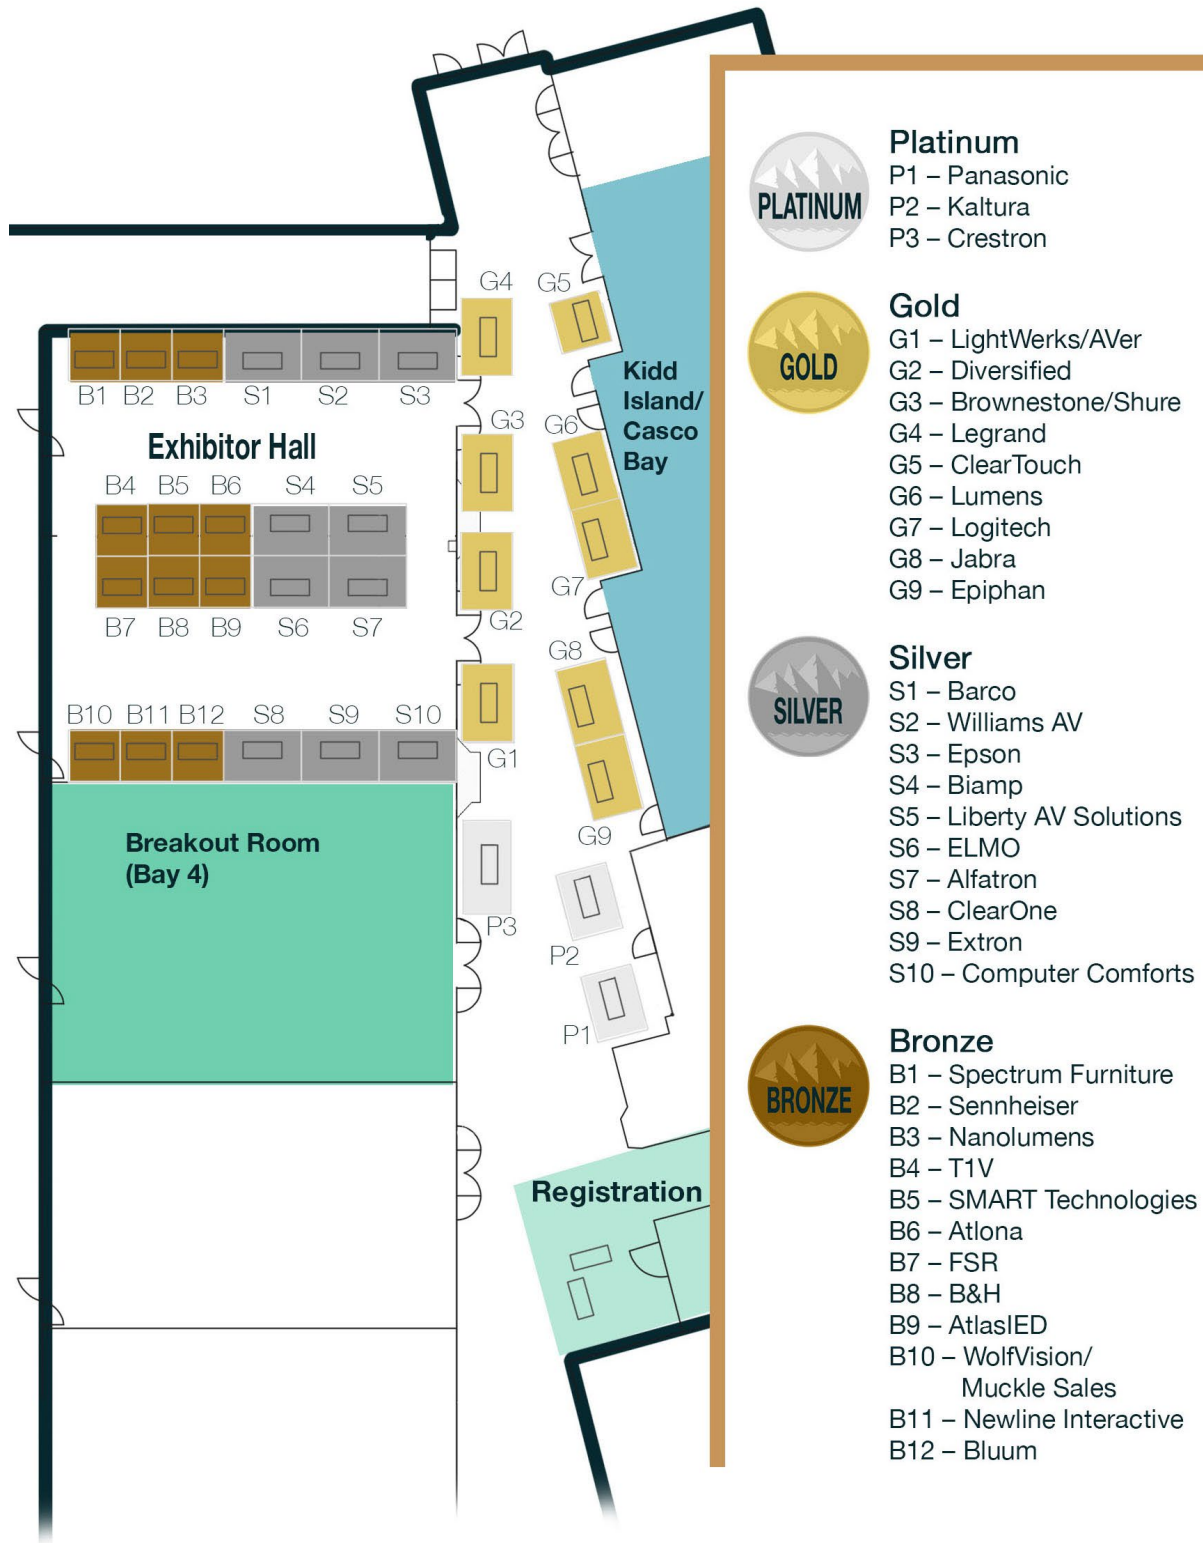 G4
G5
B1
B2
B3
S1
S2
S3
Kidd
Island/
Casco
Bay
Exhibitor Hall
G3
G6
B4
B5
B6
S4
S5
G7
B7
B8
B9
S6
S7
G2
G8
B10
B11
B12
S8
S9
S10
G1
G9
Breakout Room
(Bay 4)
P3
P2
P1
Registration
PLATINUM
Platinum
P1 – Panasonic
P2 – Kaltura
P3 – Crestron
GOLD
Gold
G1 – LightWerks/AVer
G2 – Diversified
G3 – Brownestone/Shure
G4 – Legrand
G5 – ClearTouch
G6 – Lumens
G7 – Logitech
G8 – Jabra
G9 – Epiphan
SILVER
Silver
S1 – Barco
S2 – Williams AV
S3 – Epson
S4 – Biamp
S5 – Liberty AV Solutions
S6 – ELMO
S7 – Alfatron
S8 – ClearOne
S9 – Extron
S10 – Computer Comforts
BRONZE
Bronze
B1 – Spectrum Furniture
B2 – Sennheiser
B3 – Nanolumens
B4 – T1V
B5 – SMART Technologies
B6 – Atlona
B7 – FSR
B8 – B&H
B9 – AtlasIED
B10 – WolfVision/
Muckle Sales
B11 – Newline Interactive
B12 – Bluum